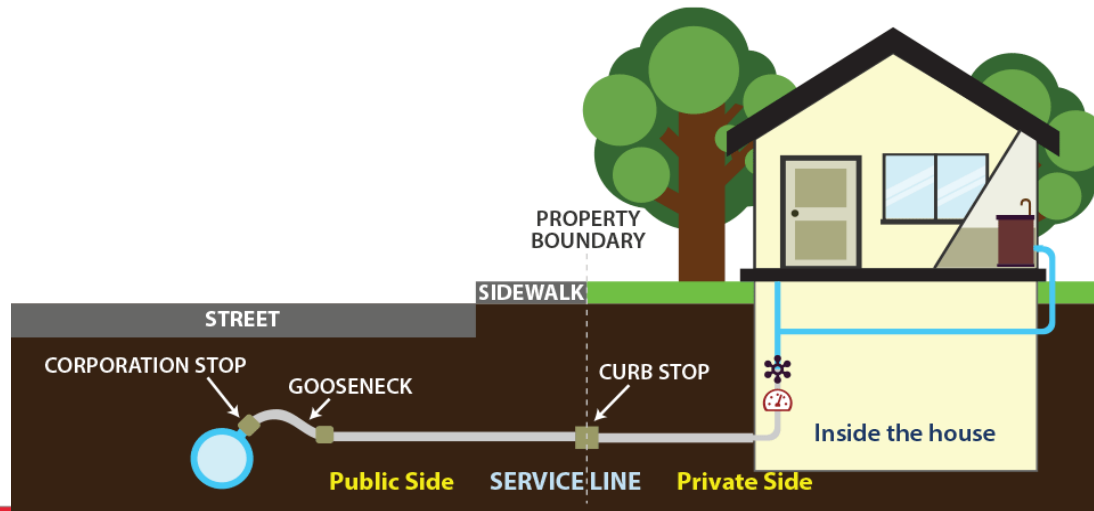 PROPERTY
BOUNDARY
SIDEWALK
STREET
CORPORATION STOP
GOOSENECK
CURB STOP
Inside the house
Public Side
SERVICE LINE
Private Side